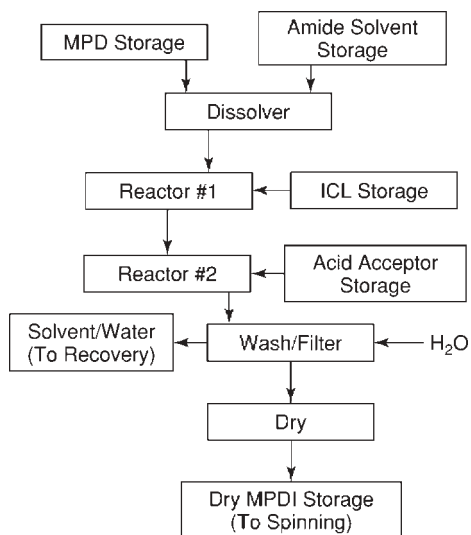 MPD Storage
Amide Solvent
Storage
Dissolver
Reactor #1
ICL Storage
Reactor #2
Acid Acceptor
Storage
Solvent/Water
(To Recovery)
Wash/Filter
H₂O
Dry
Dry MPDI Storage
(To Spinning)